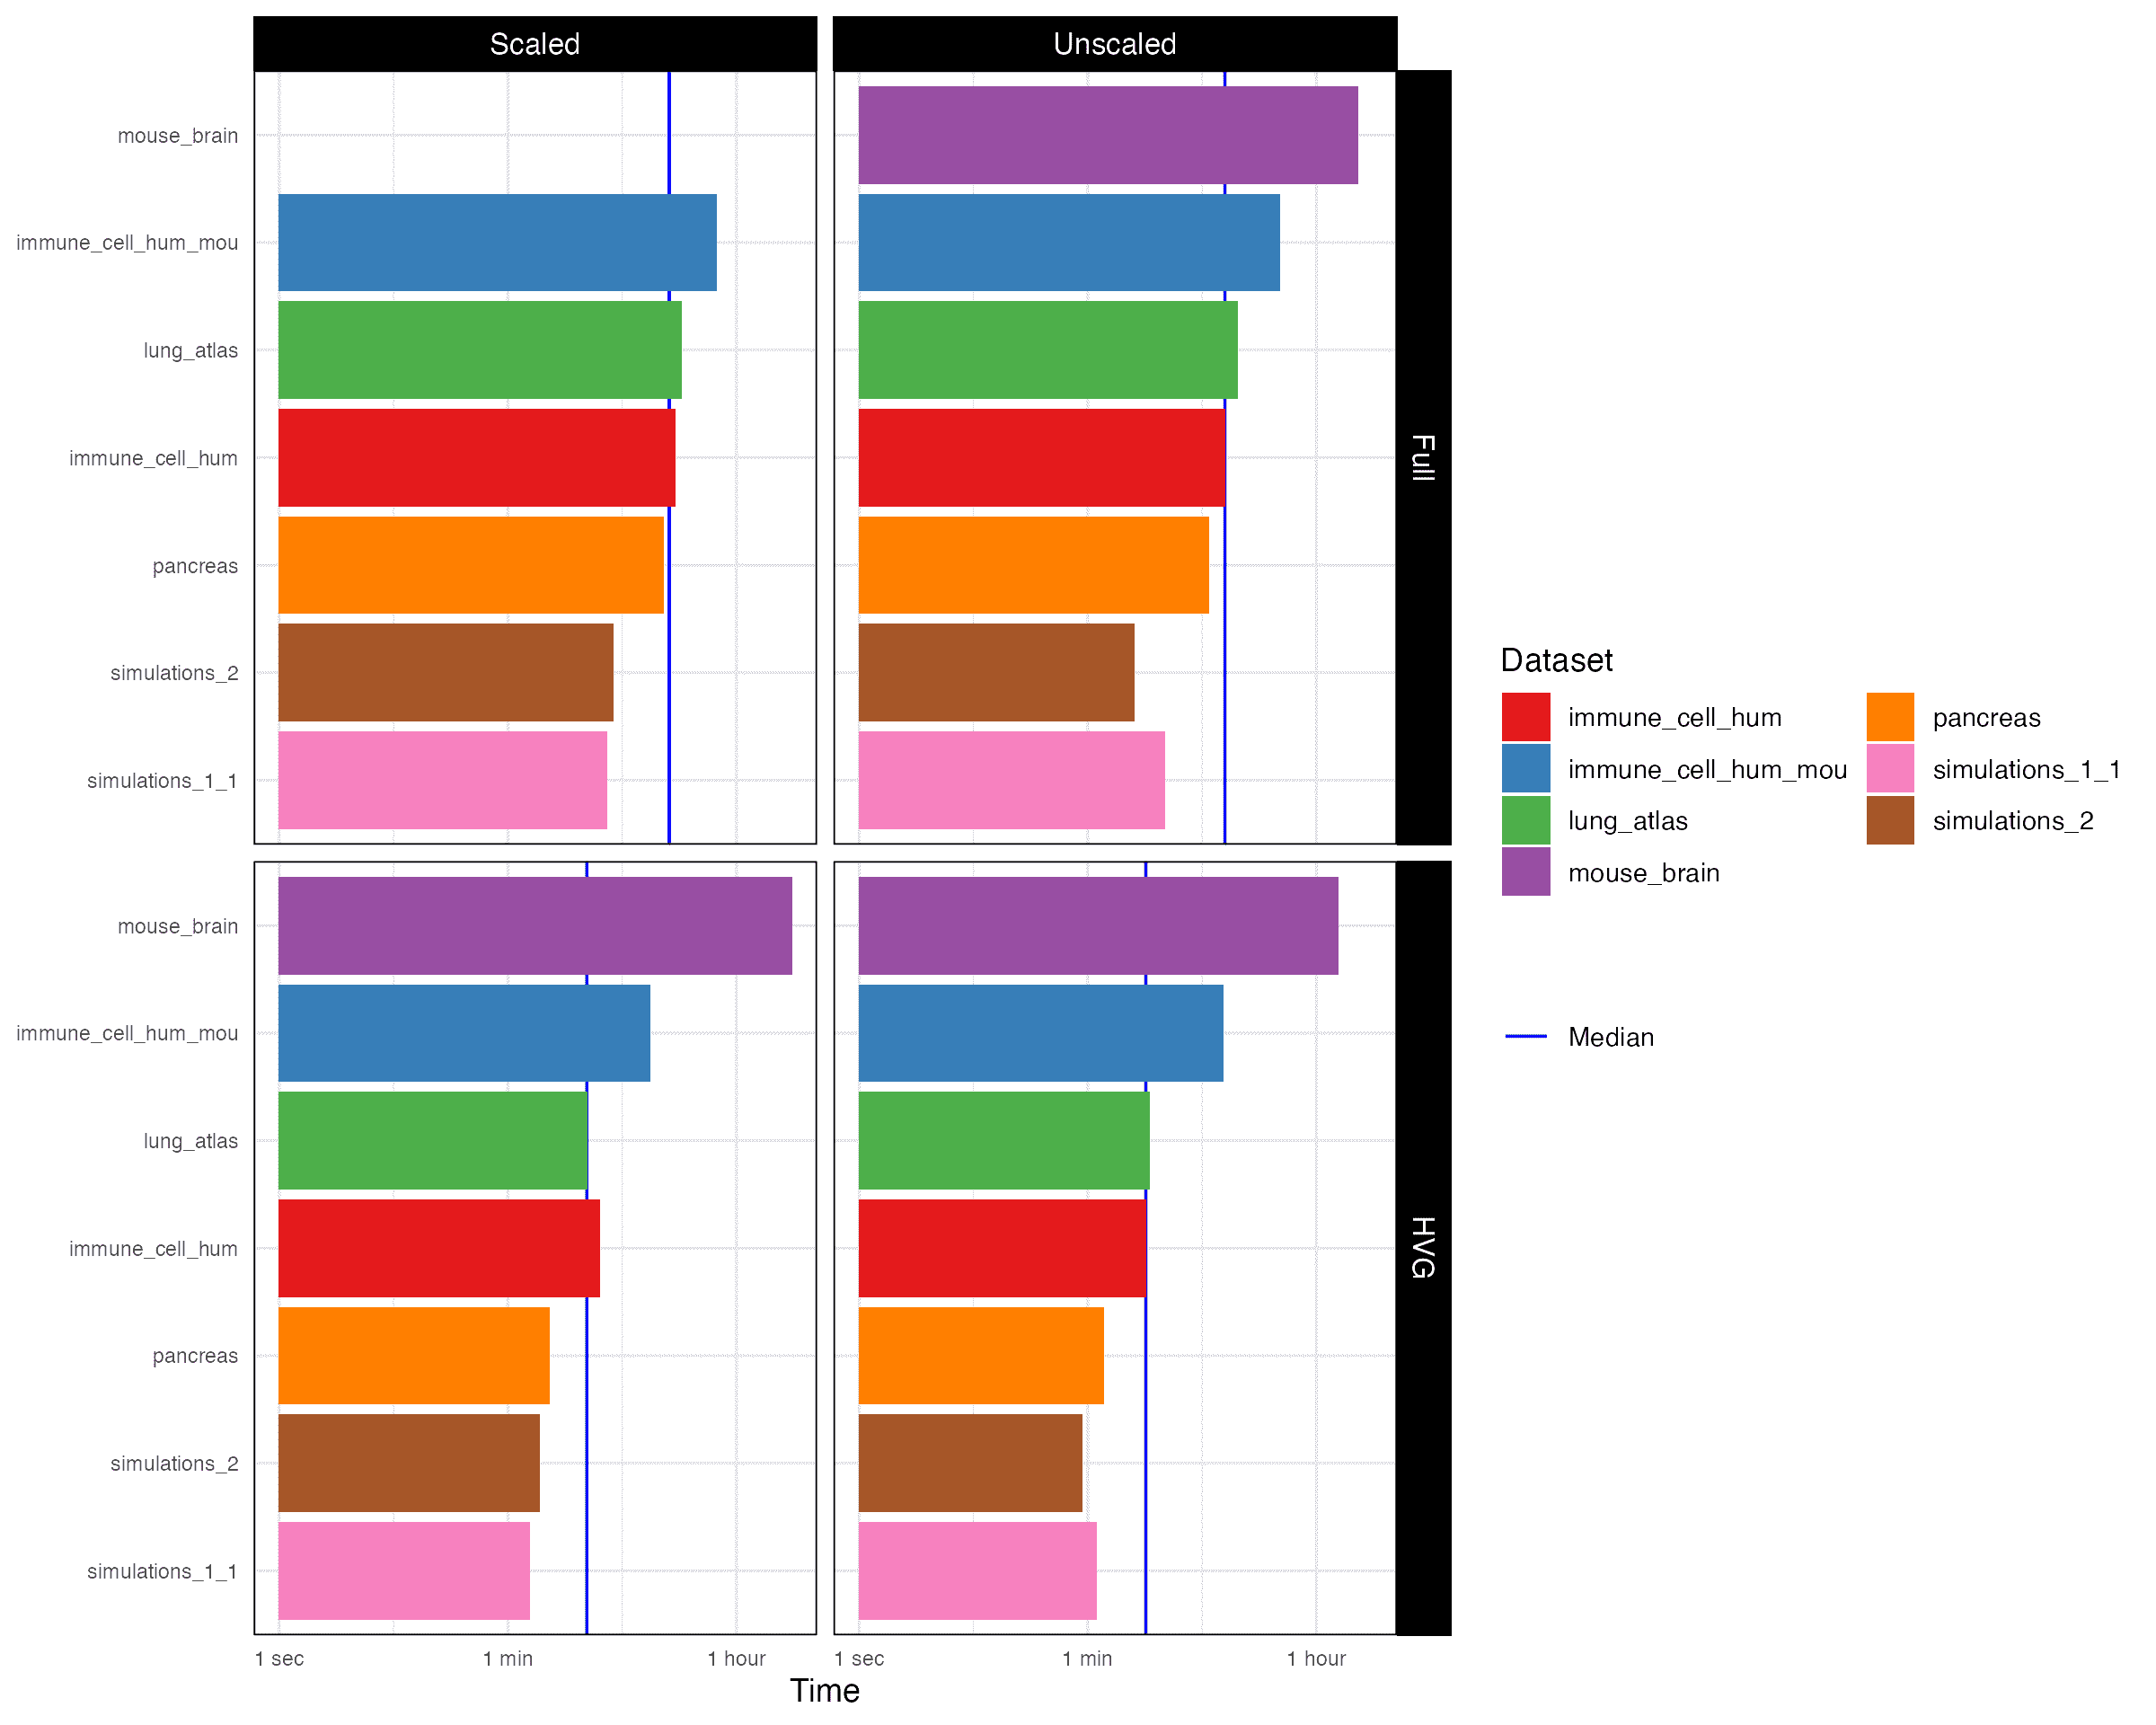 Scaled
Unscaled
mouse_brain
immune_cell_hum_mou
lung_atlas
immune_cell_hum
pancreas
simulations_2
simulations_1_1
Full
mouse_brain
immune_cell_hum_mou
lung_atlas
immune_cell_hum
pancreas
simulations_2
simulations_1_1
HVG
1 sec
1 min
1 hour
1 sec
1 min
1 hour
Time
Dataset
immune_cell_hum
immune_cell_hum_mou
lung_atlas
mouse_brain
pancreas
simulations_1_1
simulations_2
Median